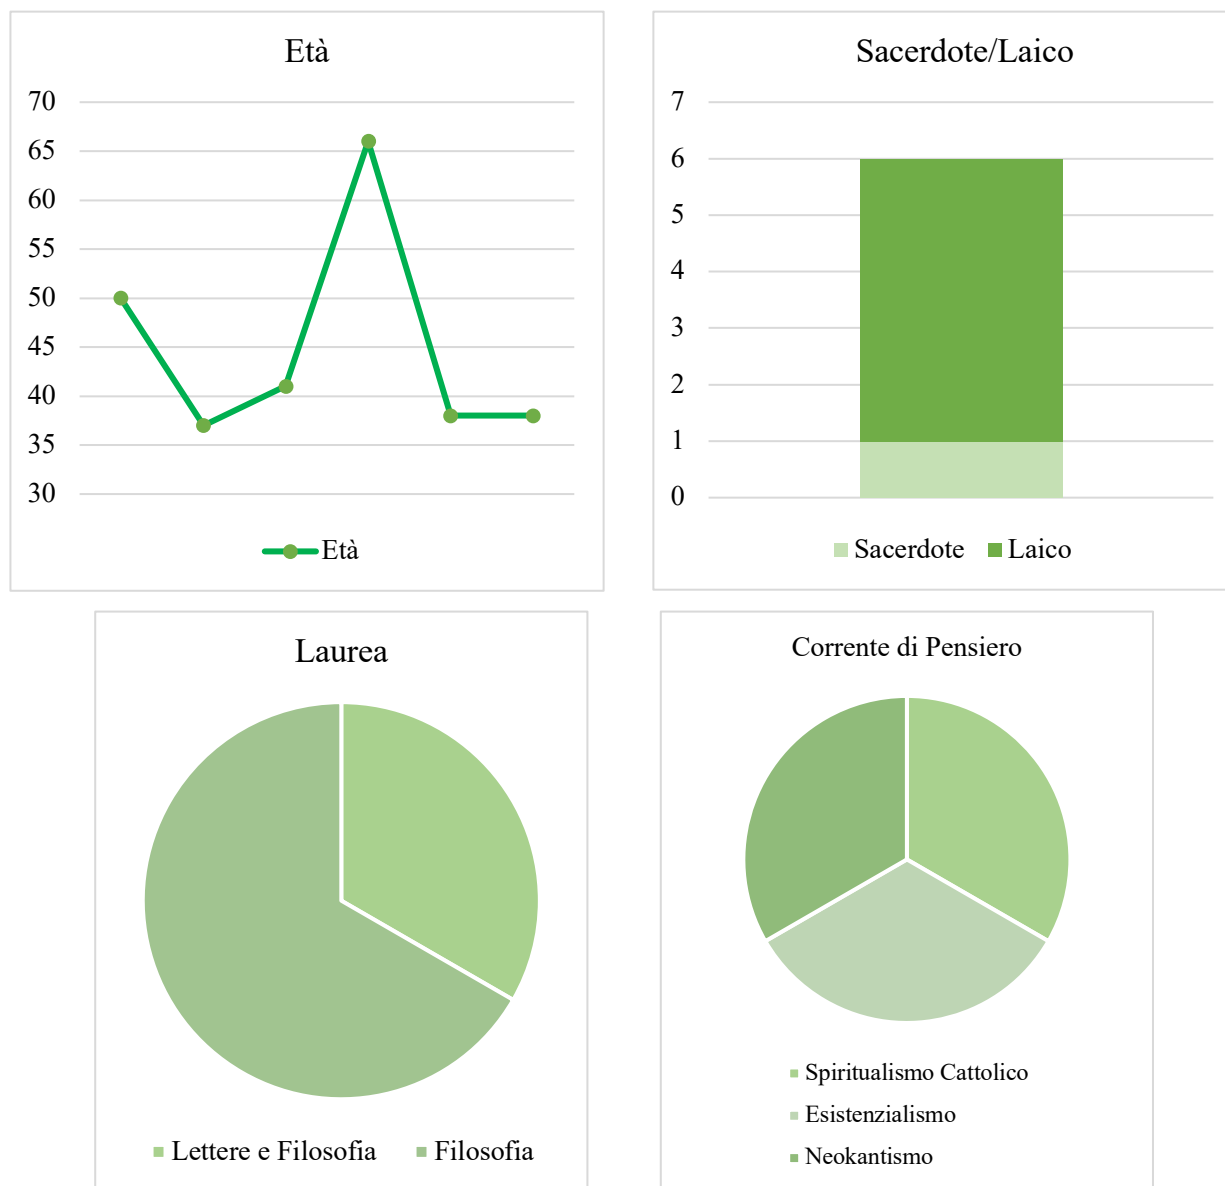 Età
70
65
60
55
50
45
40
35
30
Età
Sacerdote/Laico
7
6
5
4
3
2
1
0
Sacerdote Laico
Laurea
Lettere e Filosofia Filosofia
Corrente di Pensiero
Spiritualismo Cattolico
Esistenzialismo
Neokantismo